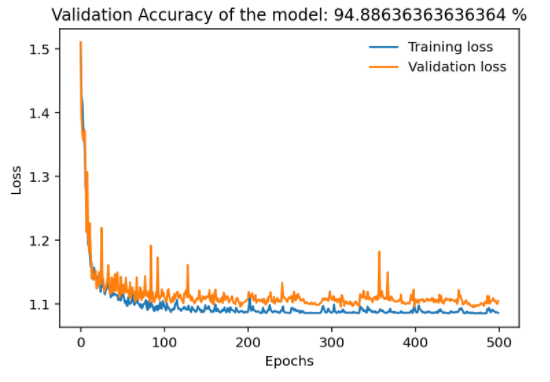 Validation Accuracy of the model: 94.88636363636364 %
Training loss
Validation loss
1.5
1.4
1.3
1.2
1.1
Loss
0
100
200
300
400
500
Epochs